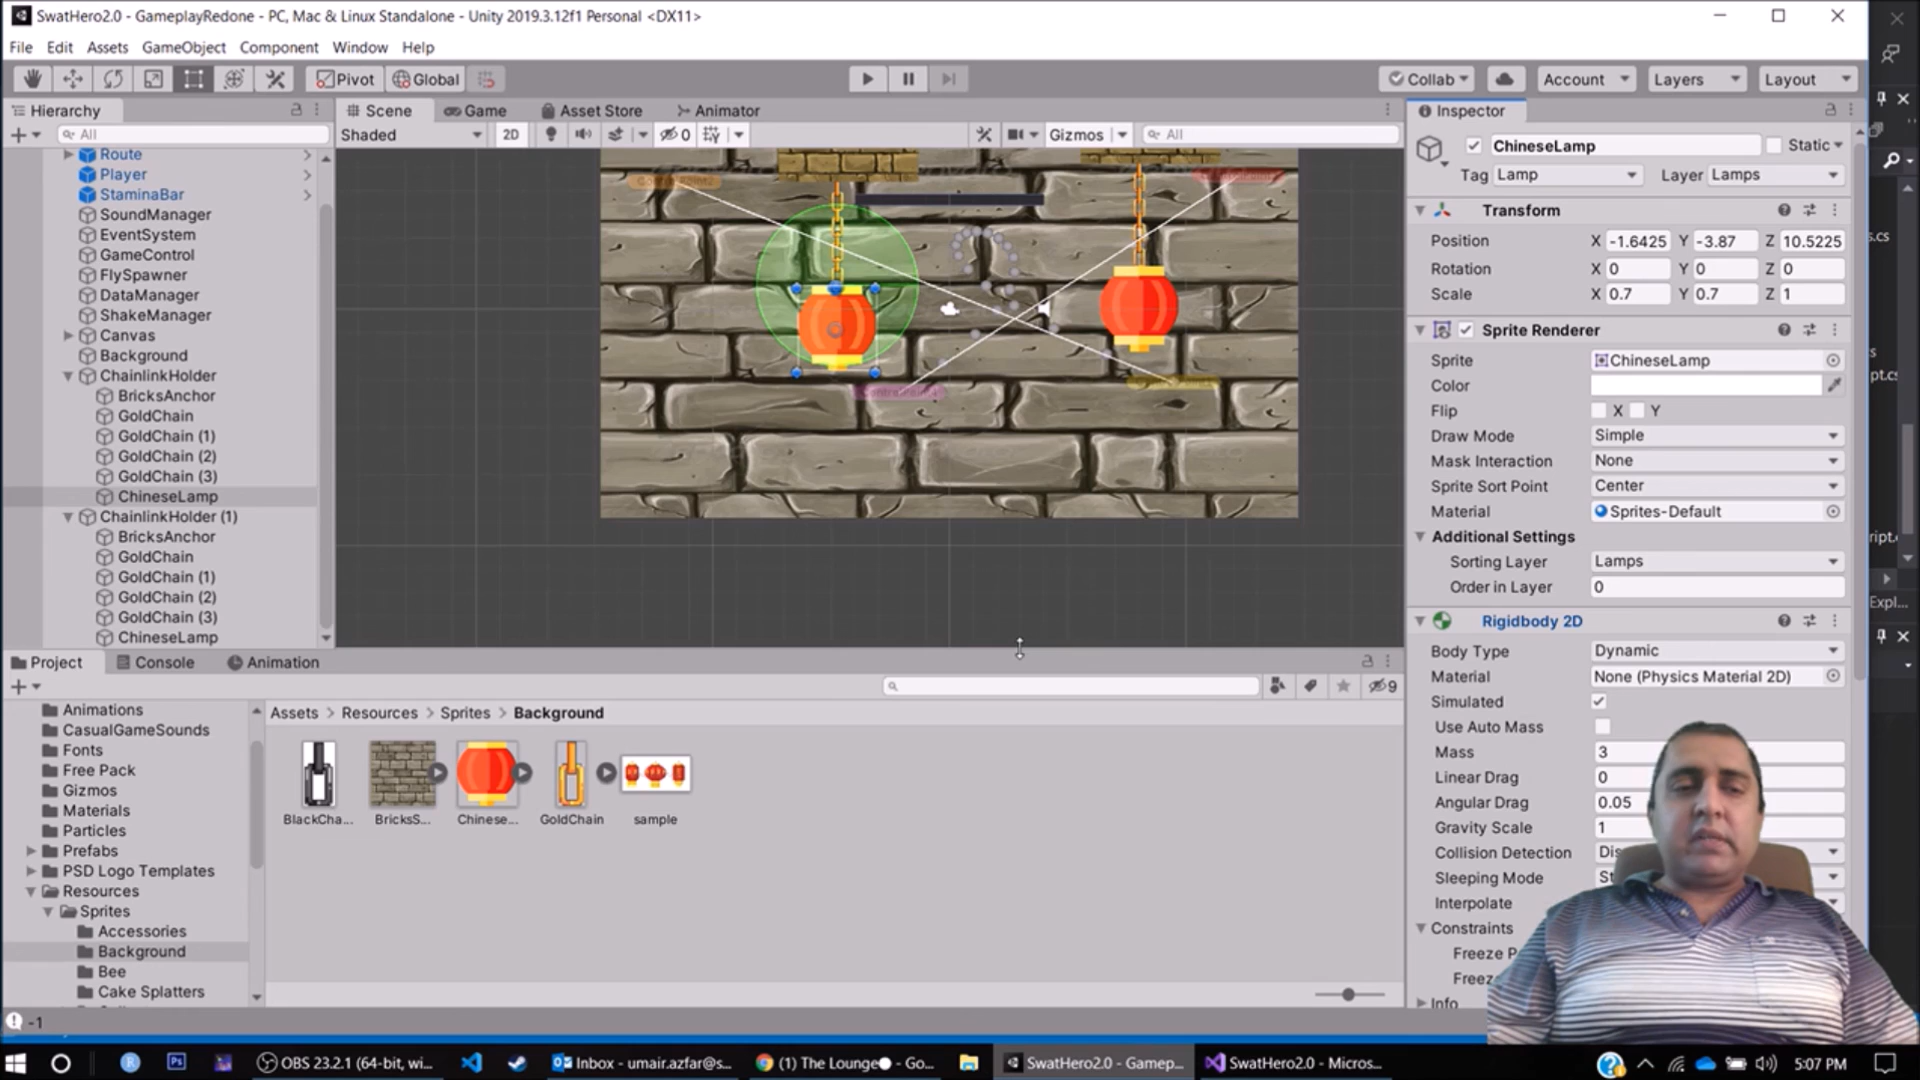 SwatHero2.0 - GameplayRedone - PC, Mac & Linux Standalone - Unity 2019.3.12f1 Personal <DX11>
File Edit Assets GameObject Component Window Help
Pivot Global Collab Account Layers Layout
Hierarchy
All
Route
Player
StaminaBar
SoundManager
EventSystem
GameControl
FlySpawner
DataManager
ShakeManager
Canvas
Background
ChainlinkHolder
BricksAnchor
GoldChain
GoldChain (1)
GoldChain (2)
GoldChain (3)
ChineseLamp
ChainlinkHolder (1)
BricksAnchor
GoldChain
GoldChain (1)
GoldChain (2)
GoldChain (3)
ChineseLamp
Scene Game Asset Store Animator
Shaded 2D 0 Gizmos All
Inspector
ChineseLamp Static
Tag Lamp Layer Lamps
Transform
Position X -1.6425 Y -3.87 Z 10.5225
Rotation X 0 Y 0 Z 0
Scale X 0.7 Y 0.7 Z 1
Sprite Renderer
Sprite ChineseLamp
Color
Flip X Y
Draw Mode Simple
Mask Interaction None
Sprite Sort Point Center
Material Sprites-Default
Additional Settings
Sorting Layer Lamps
Order in Layer 0
Rigidbody 2D
Body Type Dynamic
Material None (Physics Material 2D)
Simulated
Use Auto Mass
Mass 3
Linear Drag 0
Angular Drag 0.05
Gravity Scale 1
Collision Detection Dis
Sleeping Mode St
Interpolate
Constraints
Freeze P
Freez
Info
Project Console Animation
9
Animations
CasualGameSounds
Fonts
Free Pack
Gizmos
Materials
Particles
Prefabs
PSD Logo Templates
Resources
Sprites
Accessories
Background
Bee
Cake Splatters
Assets > Resources > Sprites > Background
BlackCha... BricksS... Chinese... GoldChain sample
-1
OBS 23.2.1 (64-bit, wi... Inbox - umair.azfar@s... (1) The Lounge - Go... SwatHero2.0 - Gamep... SwatHero2.0 - Micros... 5:07 PM